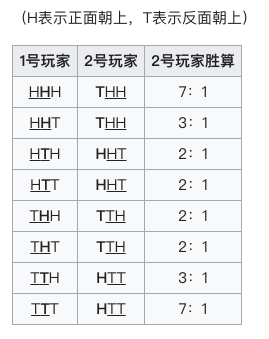 （H表示正面朝上，T表示反面朝上）
1号玩家 2号玩家 2号玩家胜算
HHH THH 7：1
HHT THH 3：1
HTH HHT 2：1
HTT HHT 2：1
THH TTH 2：1
THT TTH 2：1
TTH HTT 3：1
TTT HTT 7：1